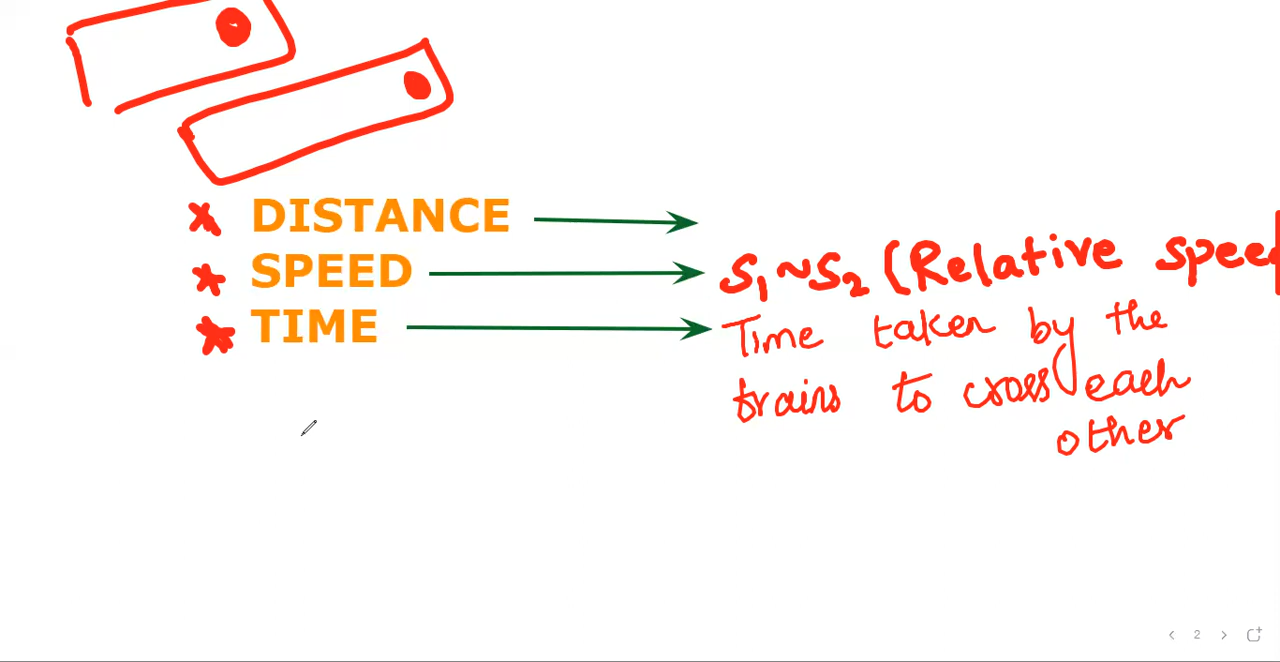 DISTANCE
SPEED S1~S2 (Relative speed
TIME Time taken by the
trains to cross each
other
2